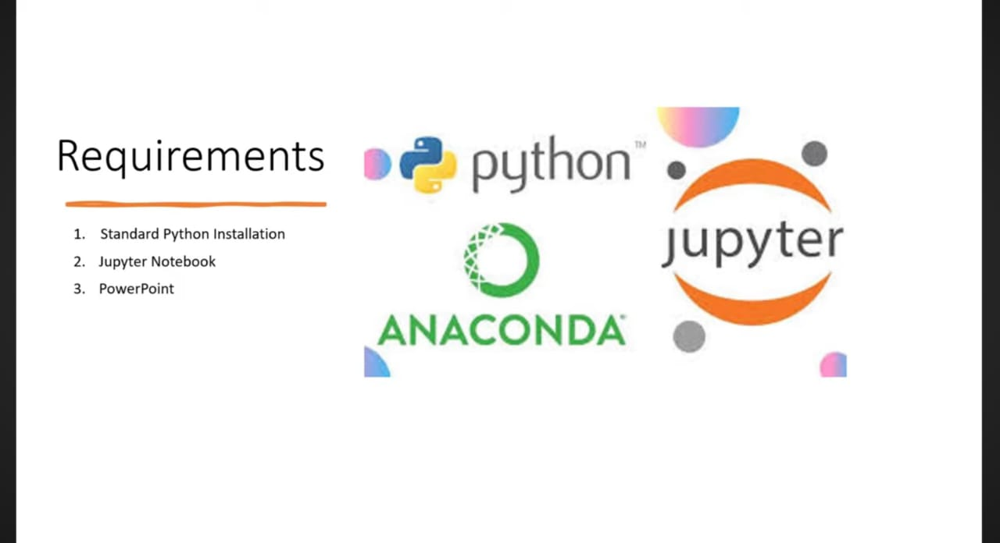 Requirements
1. Standard Python Installation
2. Jupyter Notebook
3. PowerPoint
python™
ANACONDA
jupyter